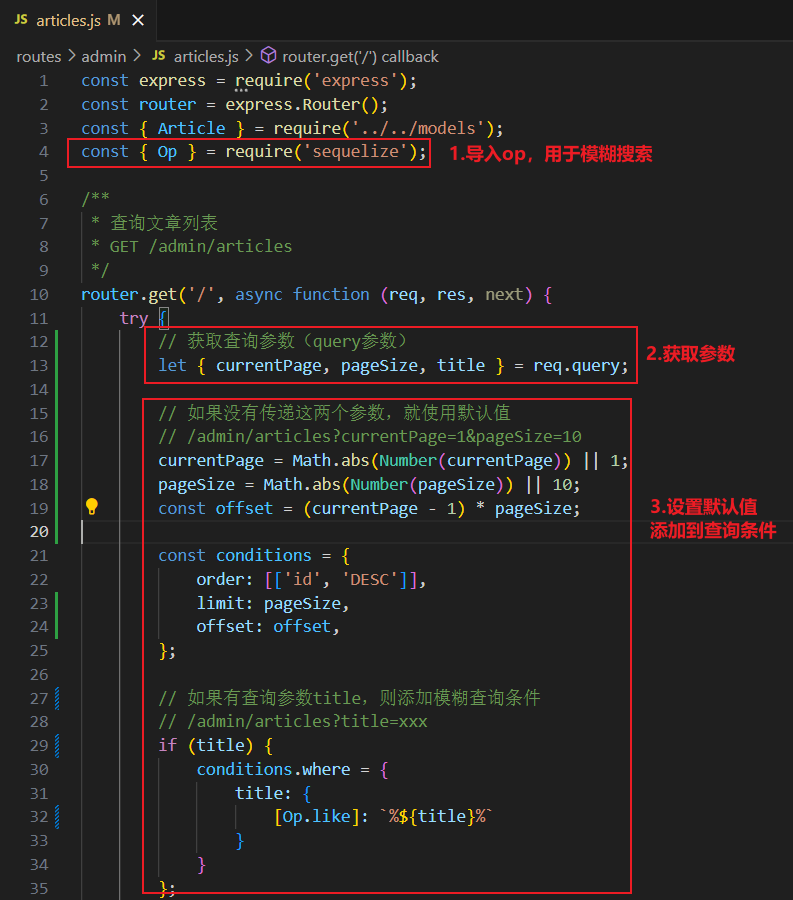 JS articles.js M ×
routes > admin > JS articles.js > router.get('/') callback
1 const express = require('express');
2 const router = express.Router();
3 const { Article } = require('../../models');
4 const { Op } = require('sequelize');
1.导入op，用于模糊搜索
5
6 /**
7 * 查询文章列表
8 * GET /admin/articles
9 */
10 router.get('/', async function (req, res, next) {
11 try {
12 // 获取查询参数（query参数）
13 let { currentPage, pageSize, title } = req.query;
2.获取参数
14
15 // 如果没有传递这两个参数，就使用默认值
16 // /admin/articles?currentPage=1&pageSize=10
17 currentPage = Math.abs(Number(currentPage)) || 1;
18 pageSize = Math.abs(Number(pageSize)) || 10;
19 const offset = (currentPage - 1) * pageSize;
3.设置默认值
添加到查询条件
20
21 const conditions = {
22 order: [['id', 'DESC']],
23 limit: pageSize,
24 offset: offset,
25 };
26
27 // 如果有查询参数title，则添加模糊查询条件
28 // /admin/articles?title=xxx
29 if (title) {
30 conditions.where = {
31 title: {
32 [Op.like]: `%${title}%`
33 }
34 }
35 };